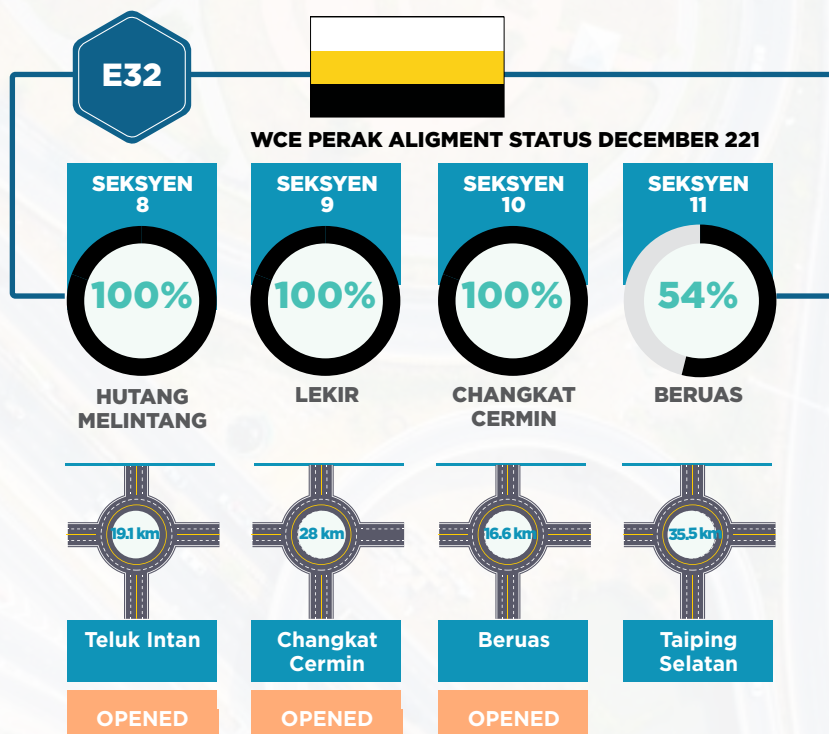 E32
WCE PERAK ALIGMENT STATUS DECEMBER 221
SEKSYEN
8
100%
HUTANG
MELINTANG
SEKSYEN
9
100%
LEKIR
SEKSYEN
10
100%
CHANGKAT
CERMIN
SEKSYEN
11
54%
BERUAS
19.1 km
Teluk Intan
OPENED
28 km
Changkat
Cermin
OPENED
16.6 km
Beruas
OPENED
35.5 km
Taiping
Selatan